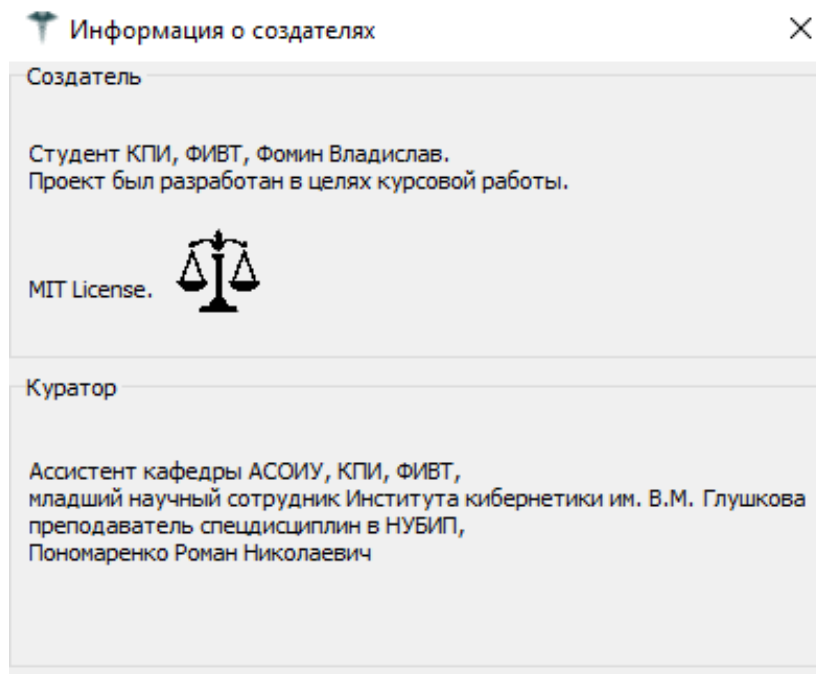 Информация о создателях
Создатель
Студент КПИ, ФИВТ, Фомин Владислав.
Проект был разработан в целях курсовой работы.
MIT License.
Куратор
Ассистент кафедры АСОИУ, КПИ, ФИВТ,
младший научный сотрудник Института кибернетики им. В.М. Глушкова
преподаватель спецдисциплин в НУБИП,
Пономаренко Роман Николаевич